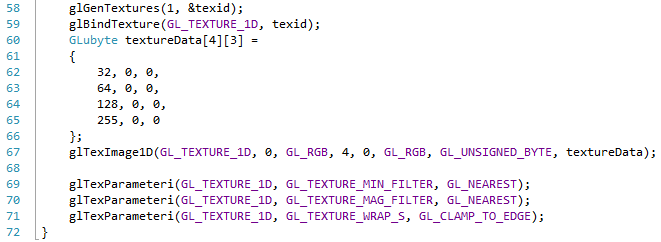 58 glGenTextures(1, &texid);
59 glBindTexture(GL_TEXTURE_1D, texid);
60 GLubyte textureData[4][3] =
61 {
62 32, 0, 0,
63 64, 0, 0,
64 128, 0, 0,
65 255, 0, 0
66 };
67 glTexImage1D(GL_TEXTURE_1D, 0, GL_RGB, 4, 0, GL_RGB, GL_UNSIGNED_BYTE, textureData);
68
69 glTexParameteri(GL_TEXTURE_1D, GL_TEXTURE_MIN_FILTER, GL_NEAREST);
70 glTexParameteri(GL_TEXTURE_1D, GL_TEXTURE_MAG_FILTER, GL_NEAREST);
71 glTexParameteri(GL_TEXTURE_1D, GL_TEXTURE_WRAP_S, GL_CLAMP_TO_EDGE);
72 }